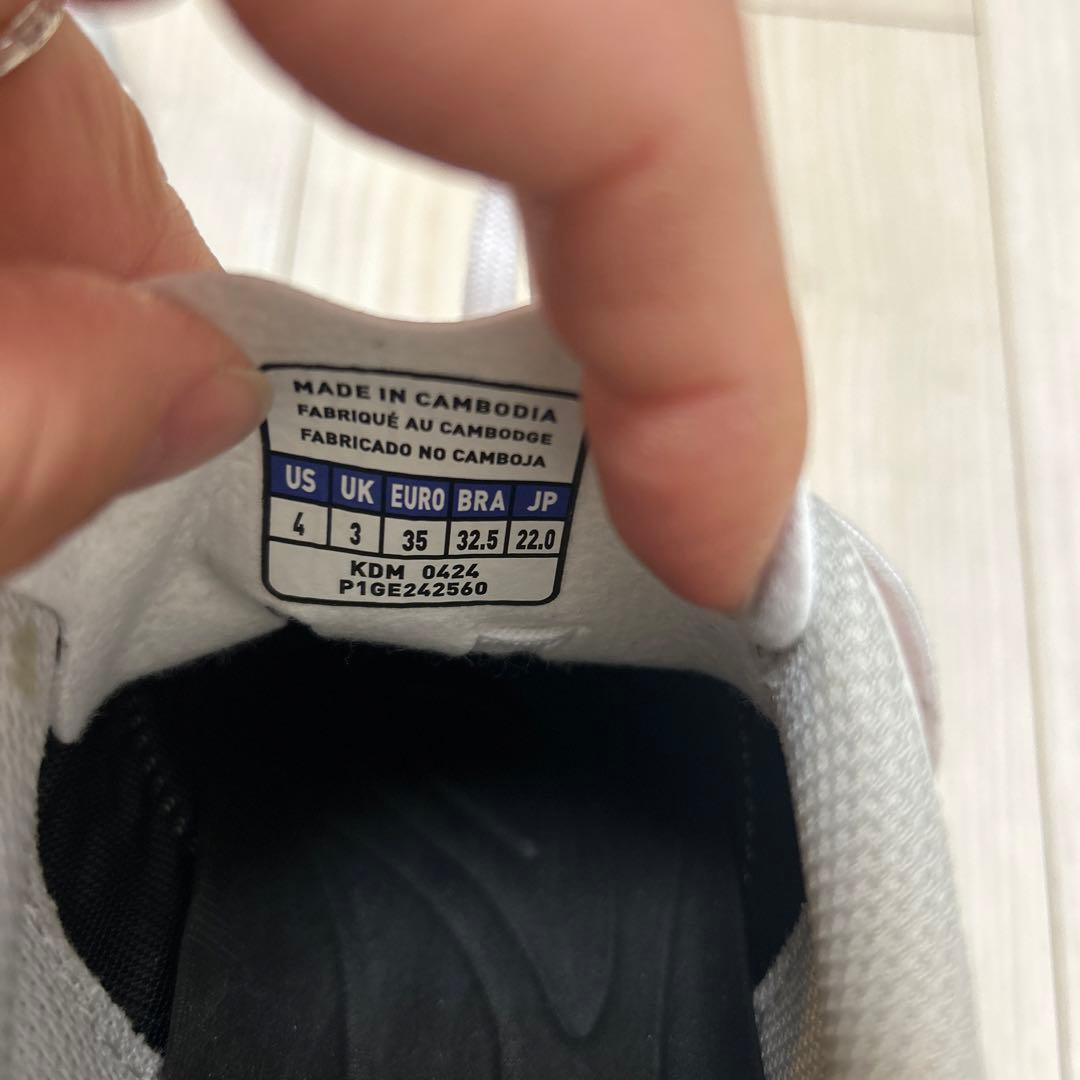 MADE IN CAMBODIA
FABRIQUÉ AU CAMBODGE
FABRICADO NO CAMBOJA
US UK EURO BRA JP
4 3 35 32.5 22.0
KDM 0424
P1GE242560